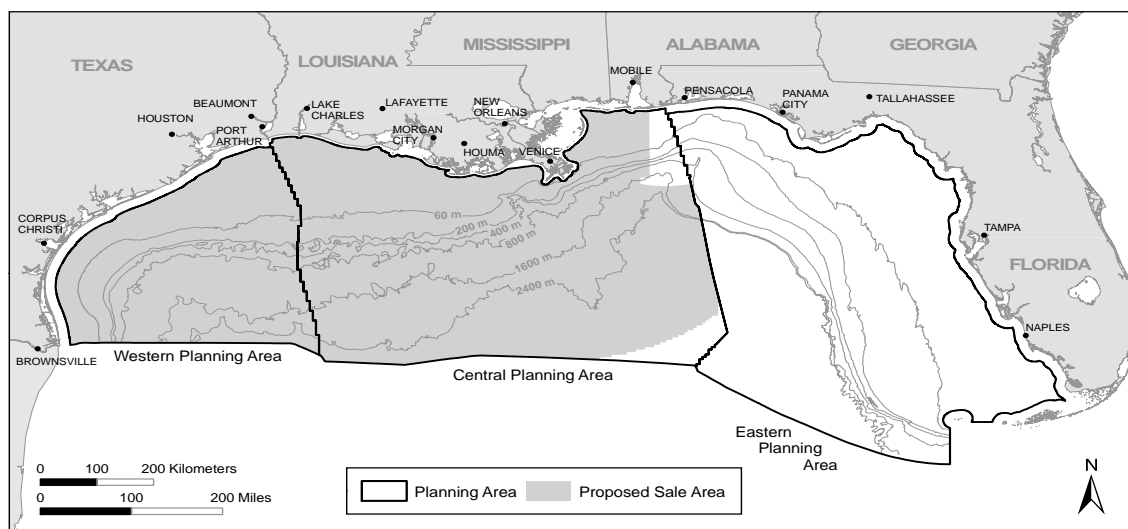 MISSISSIPPI
ALABAMA
GEORGIA
TEXAS
LOUISIANA
MOBILE
BEAUMONT
LAKE
CHARLES
LAFAYETTE
NEW
ORLEANS
PENSACOLA
PANAMA
CITY
TALLAHASSEE
HOUSTON
PORT
ARTHUR
MORGAN
CITY
HOUMA
VENICE
CORPUS
CHRISTI
60 m
200 m
400 m
800 m
1600 m
2400 m
TAMPA
FLORIDA
NAPLES
BROWNSVILLE
Western Planning Area
Central Planning Area
Eastern
Planning
Area
0 100 200 Kilometers
0 100 200 Miles
Planning Area
Proposed Sale Area
N